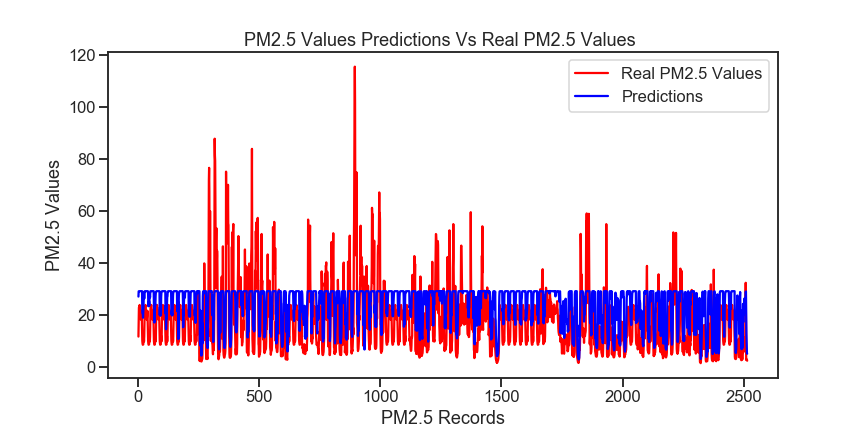 PM2.5 Values Predictions Vs Real PM2.5 Values
120
100
80
60
40
20
0
PM2.5 Values
Real PM2.5 Values
Predictions
0 500 1000 1500 2000 2500
PM2.5 Records